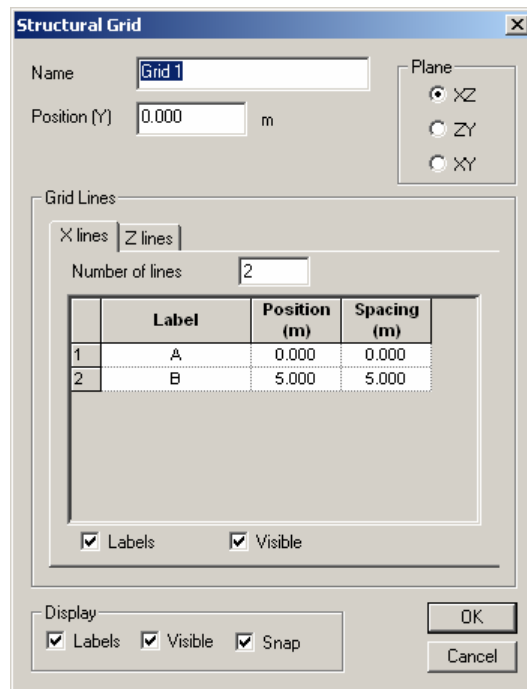 Structural Grid
Name Grid 1
Position (Y) 0.000 m
Plane
XZ
ZY
XY
Grid Lines
X lines Z lines
Number of lines 2
Label Position (m) Spacing (m)
1 A 0.000 0.000
2 B 5.000 5.000
Labels Visible
Display
Labels Visible Snap
OK
Cancel